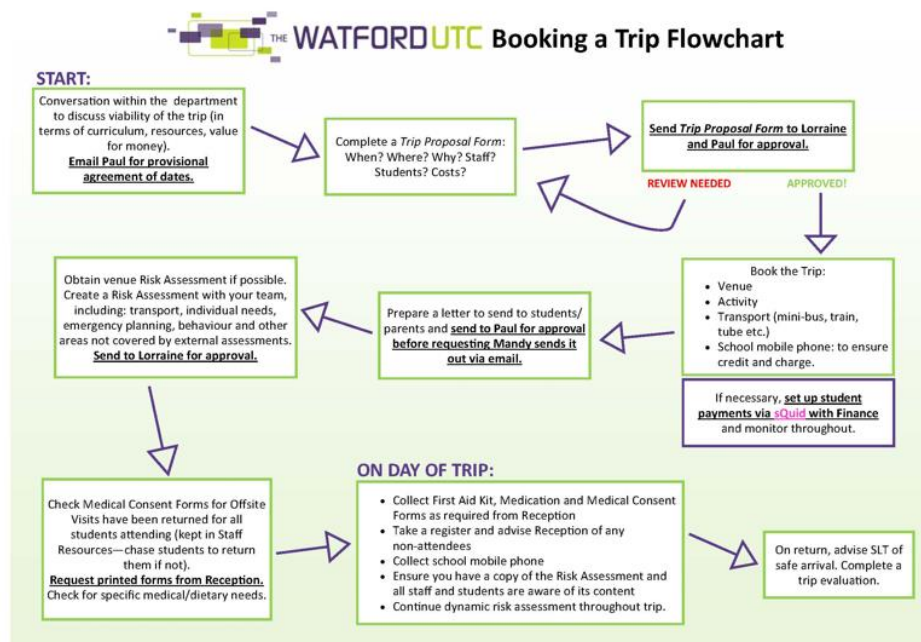 THE WATFORD UTC Booking a Trip Flowchart
START:
Conversation within the department
to discuss viability of the trip (in
terms of curriculum, resources, value
for money).
Email Paul for provisional
agreement of dates.
Complete a Trip Proposal Form:
When? Where? Why? Staff?
Students? Costs?
Send Trip Proposal Form to Lorraine
and Paul for approval.
REVIEW NEEDED
APPROVED!
Book the Trip:
• Venue
• Activity
• Transport (mini-bus, train,
tube etc.)
• School mobile phone: to ensure
credit and charge.
If necessary, set up student
payments via sQuid with Finance
and monitor throughout.
Prepare a letter to send to students/
parents and send to Paul for approval
before requesting Mandy sends it
out via email.
Obtain venue Risk Assessment if possible.
Create a Risk Assessment with your team,
including: transport, individual needs,
emergency planning, behaviour and other
areas not covered by external assessments.
Send to Lorraine for approval.
Check Medical Consent Forms for Offsite
Visits have been returned for all
students attending (kept in Staff
Resources—chase students to return
them if not).
Request printed forms from Reception.
Check for specific medical/dietary needs.
ON DAY OF TRIP:
• Collect First Aid Kit, Medication and Medical Consent
Forms as required from Reception
• Take a register and advise Reception of any
non-attendees
• Collect school mobile phone
• Ensure you have a copy of the Risk Assessment and
all staff and students are aware of its content
• Continue dynamic risk assessment throughout trip.
On return, advise SLT of
safe arrival. Complete a
trip evaluation.